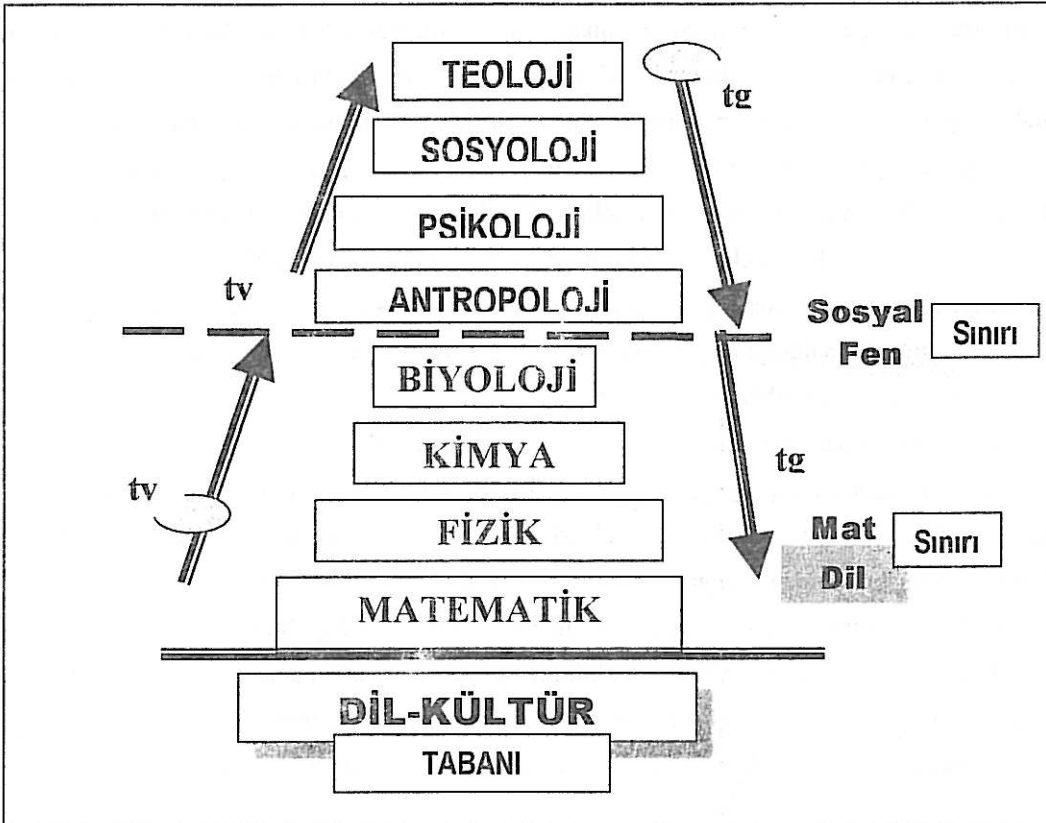 TEOLOJİ
tg
SOSYOLOJİ
PSİKOLOJİ
tv
ANTROPOLOJİ
Sosyal
Fen
Sınırı
BİYOLOJİ
KİMYA
tg
tv
FİZİK
Mat
Dil
Sınırı
MATEMATİK
DİL-KÜLTÜR
TABANI